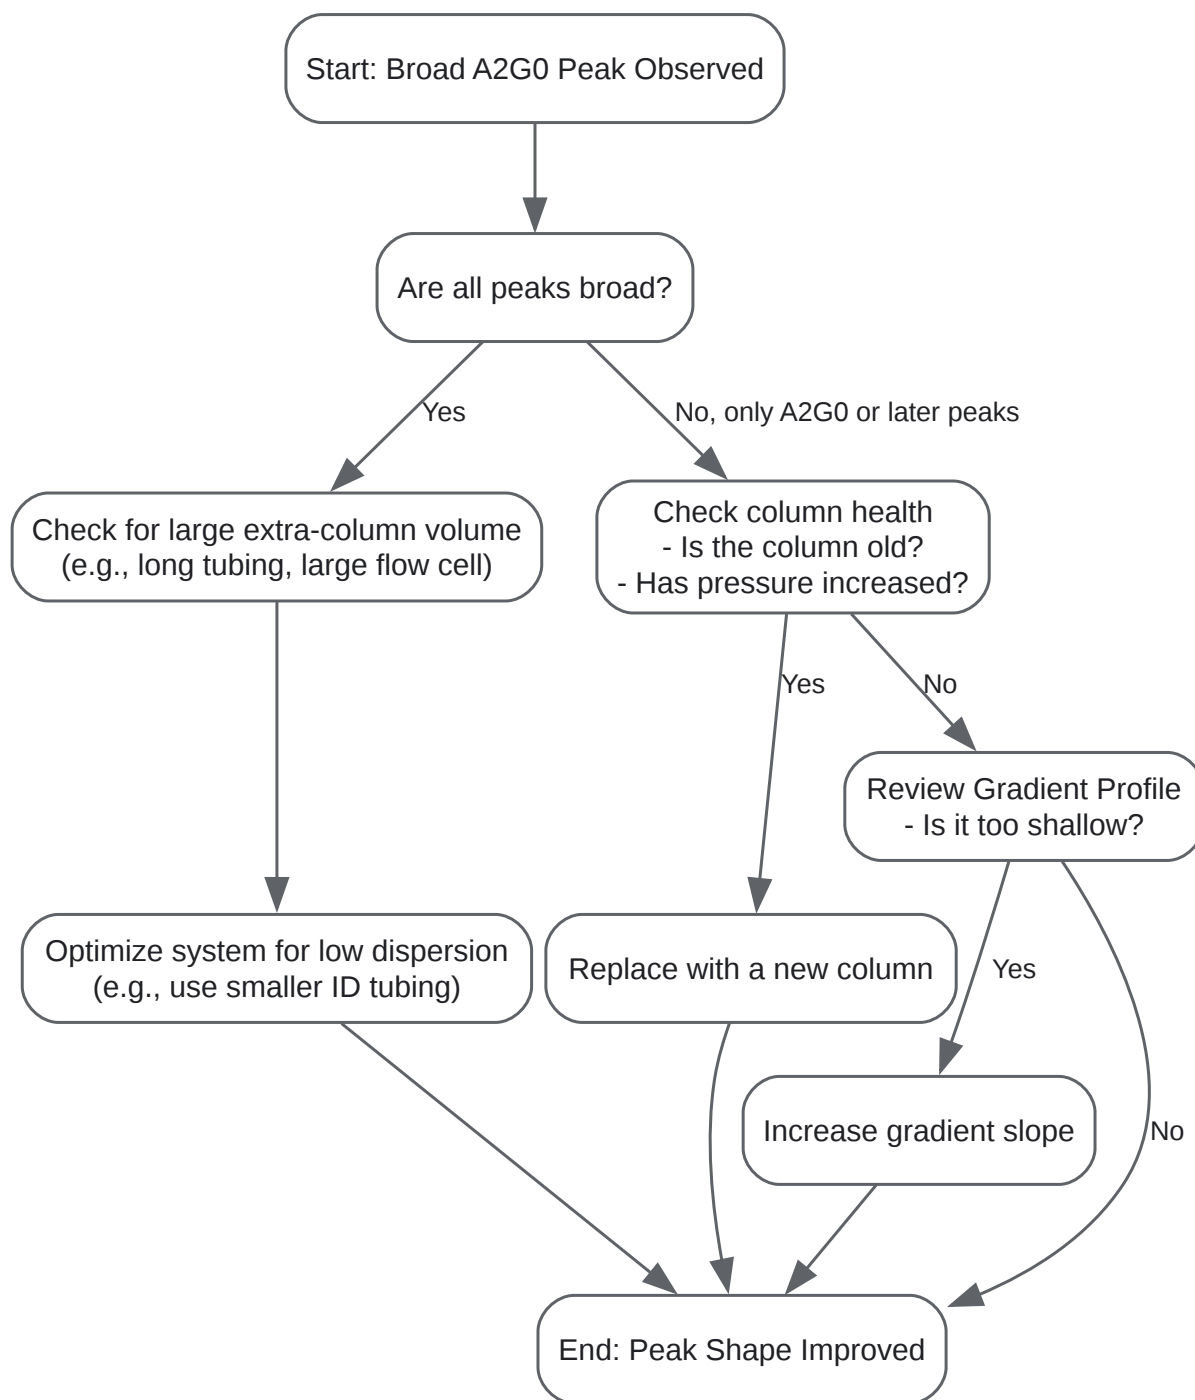 Start: Broad A2G0 Peak Observed
Are all peaks broad?
Yes
No, only A2G0 or later peaks
Check for large extra-column volume
(e.g., long tubing, large flow cell)
Check column health
- Is the column old?
- Has pressure increased?
Yes
No
Review Gradient Profile
- Is it too shallow?
Optimize system for low dispersion
(e.g., use smaller ID tubing)
Replace with a new column
Yes
Increase gradient slope
No
End: Peak Shape Improved